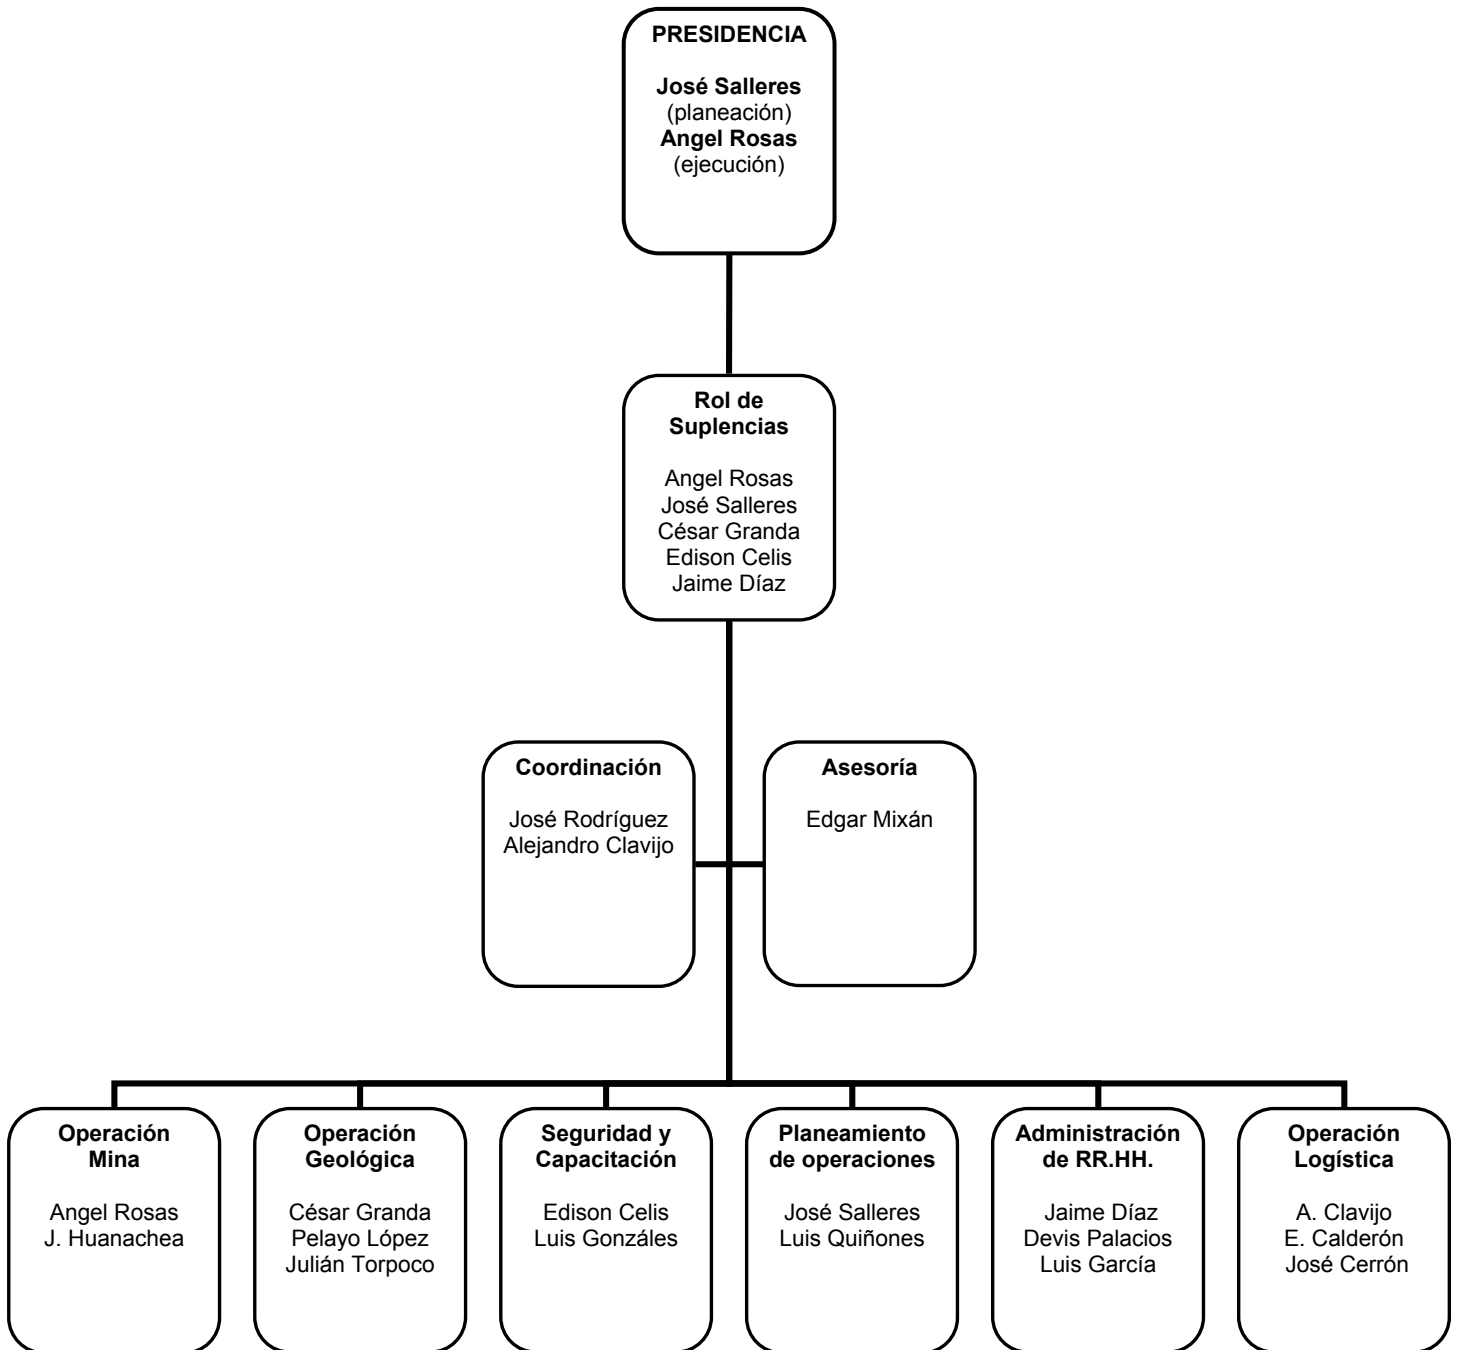 PRESIDENCIA
José Salleres
(planeación)
Angel Rosas
(ejecución)
Rol de
Suplencias
Angel Rosas
José Salleres
César Granda
Edison Celis
Jaime Díaz
Coordinación
José Rodríguez
Alejandro Clavijo
Asesoría
Edgar Mixán
Operación
Mina
Angel Rosas
J. Huanachea
Operación
Geológica
César Granda
Pelayo López
Julián Torpoco
Seguridad y
Capacitación
Edison Celis
Luis Gonzáles
Planeamiento
de operaciones
José Salleres
Luis Quiñones
Administración
de RR.HH.
Jaime Díaz
Devis Palacios
Luis García
Operación
Logística
A. Clavijo
E. Calderón
José Cerrón